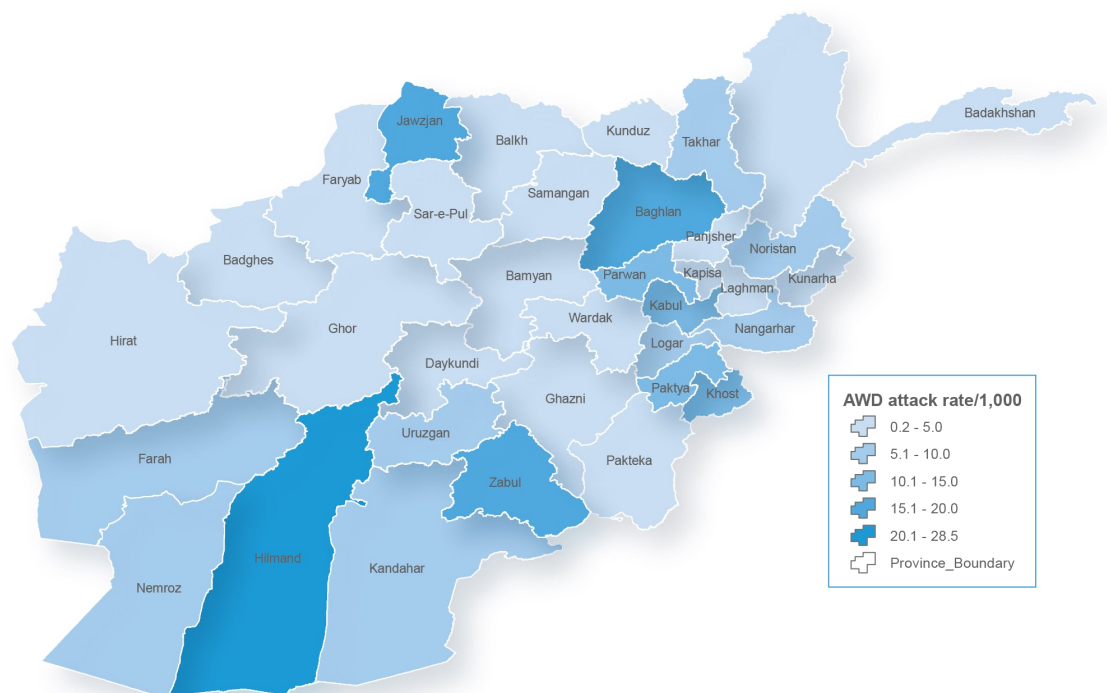 Badakhshan
Jawzjan
Kunduz
Balkh
Takhar
Faryab
Samangan
Sar-e-Pul
Baghlan
Panjsher
Noristan
Badghes
Bamyan
Parwan
Kapisa
Kunarha
Laghman
Kabul
Wardak
Ghor
Nangarhar
Hirat
Logar
Daykundi
Paktya
Khost
Ghazni
Uruzgan
Farah
Pakteka
Zabul
Hilmand
Kandahar
Nemroz
AWD attack rate/1,000
0.2 - 5.0
5.1 - 10.0
10.1 - 15.0
15.1 - 20.0
20.1 - 28.5
Province_Boundary